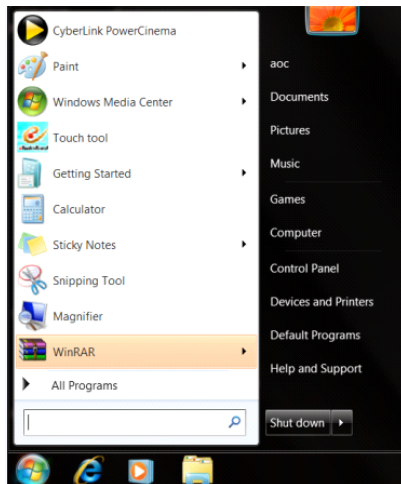 CyberLink PowerCinema
Paint
Windows Media Center
Touch tool
Getting Started
Calculator
Sticky Notes
Snipping Tool
Magnifier
WinRAR
All Programs
aoc
Documents
Pictures
Music
Games
Computer
Control Panel
Devices and Printers
Default Programs
Help and Support
Shut down